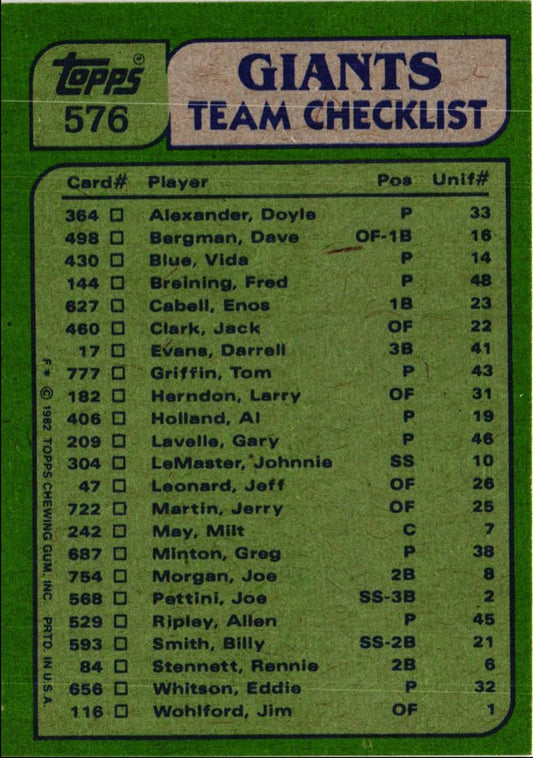 Topps®
576
GIANTS
TEAM CHECKLIST
Card# Player Pos Unif#
364 □ Alexander, Doyle P 33
498 □ Bergman, Dave OF-1B 16
430 □ Blue, Vida P 14
144 □ Breining, Fred P 48
627 □ Cabell, Enos 1B 23
460 □ Clark, Jack OF 22
17 □ Evans, Darrell 3B 41
777 □ Griffin, Tom P 43
182 □ Herndon, Larry OF 31
406 □ Holland, Al P 19
209 □ Lavelle, Gary P 46
304 □ LeMaster, Johnnie SS 10
47 □ Leonard, Jeff OF 26
722 □ Martin, Jerry OF 25
242 □ May, Milt C 7
687 □ Minton, Greg P 38
754 □ Morgan, Joe 2B 8
568 □ Pettini, Joe SS-3B 2
529 □ Ripley, Allen P 45
593 □ Smith, Billy SS-2B 21
84 □ Stennett, Rennie 2B 6
656 □ Whitson, Eddie P 32
116 □ Wohlford, Jim OF 1
F * © 1982 TOPPS CHEWING GUM, INC. PRTD. IN U.S.A.